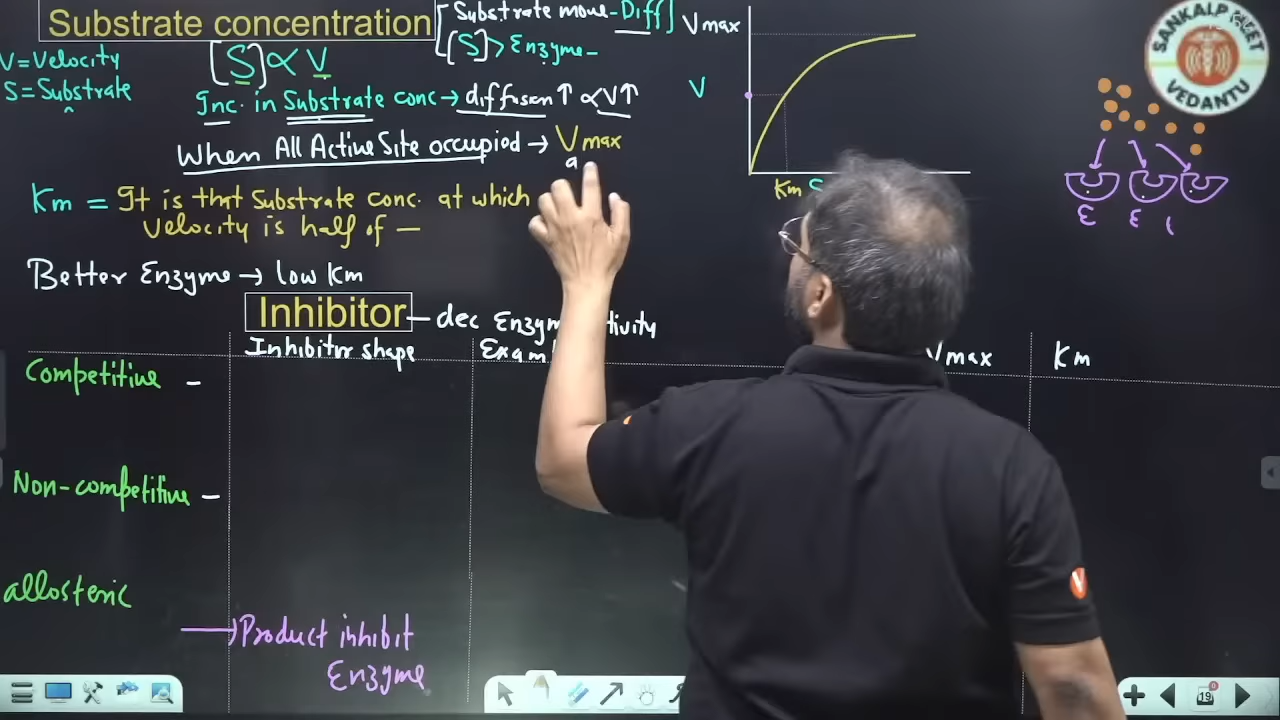 Substrate concentration
[Substrate move - Diff]
[S] > Enzyme -
V = Velocity
S = Substrate
[S] ∝ V
Inc. in Substrate conc → diffusion ↑ ∝ V↑
When All Active Site occupied → Vmax
a
Km = It is that Substrate Conc. at which
Velocity is half of —
Better Enzyme → low Km
Vmax
V
Km S
SANKALP NEET
VEDANTU
E E
Inhibitor — dec
Inhibitor shape
Vmax
Km
Competitive -
Non-competitive -
allosteric
→ Product inhibit
Enzyme
19